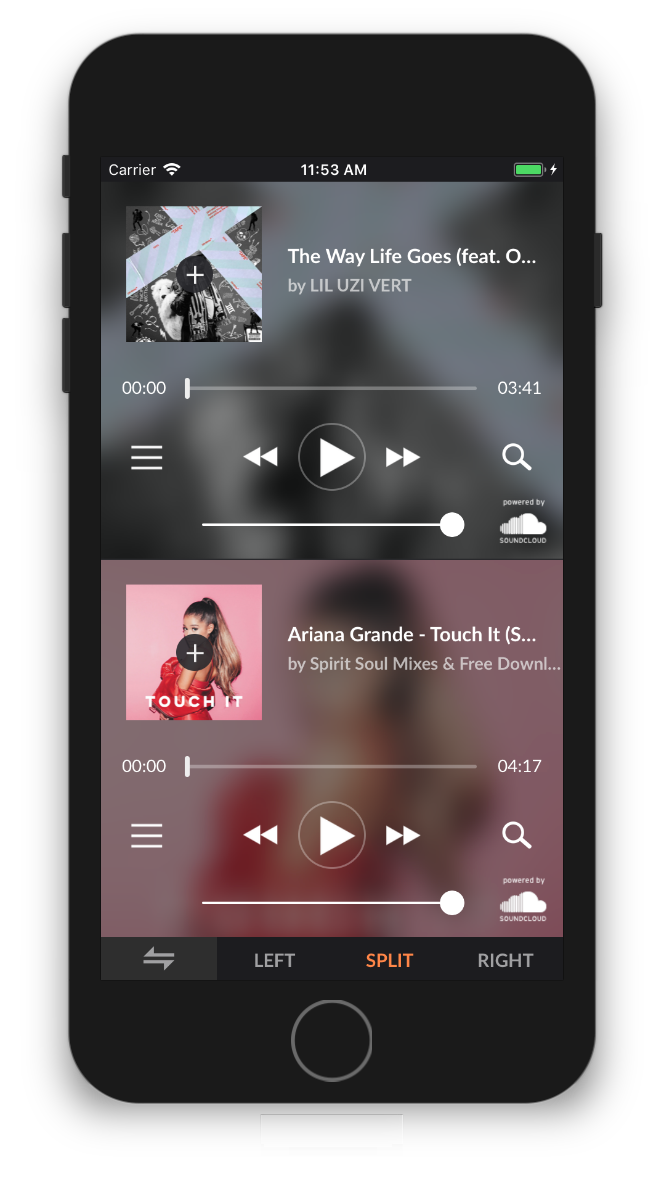 Carrier
11:53 AM
The Way Life Goes (feat. O...
by LIL UZI VERT
00:00
03:41
powered by
SOUNDCLOUD
TOUCH IT
Ariana Grande - Touch It (S...
by Spirit Soul Mixes & Free Downl...
00:00
04:17
powered by
SOUNDCLOUD
LEFT
SPLIT
RIGHT